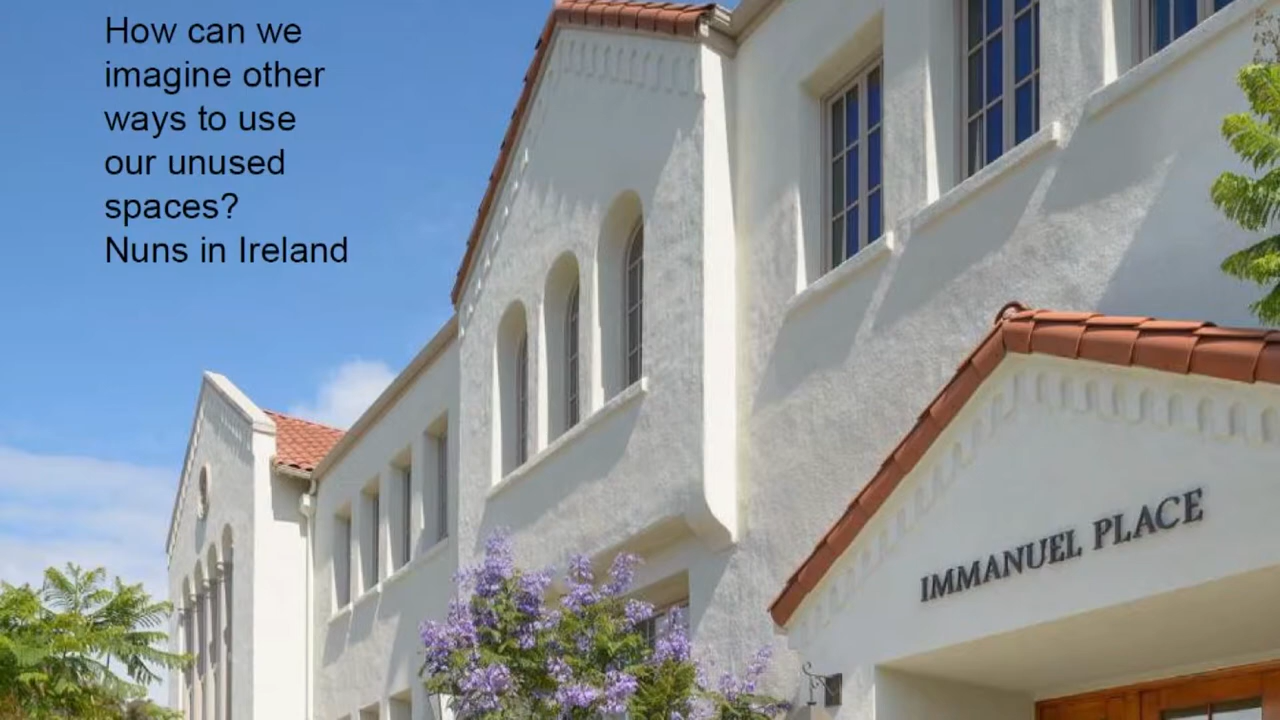 How can we
imagine other
ways to use
our unused
spaces?
Nuns in Ireland
IMMANUEL PLACE